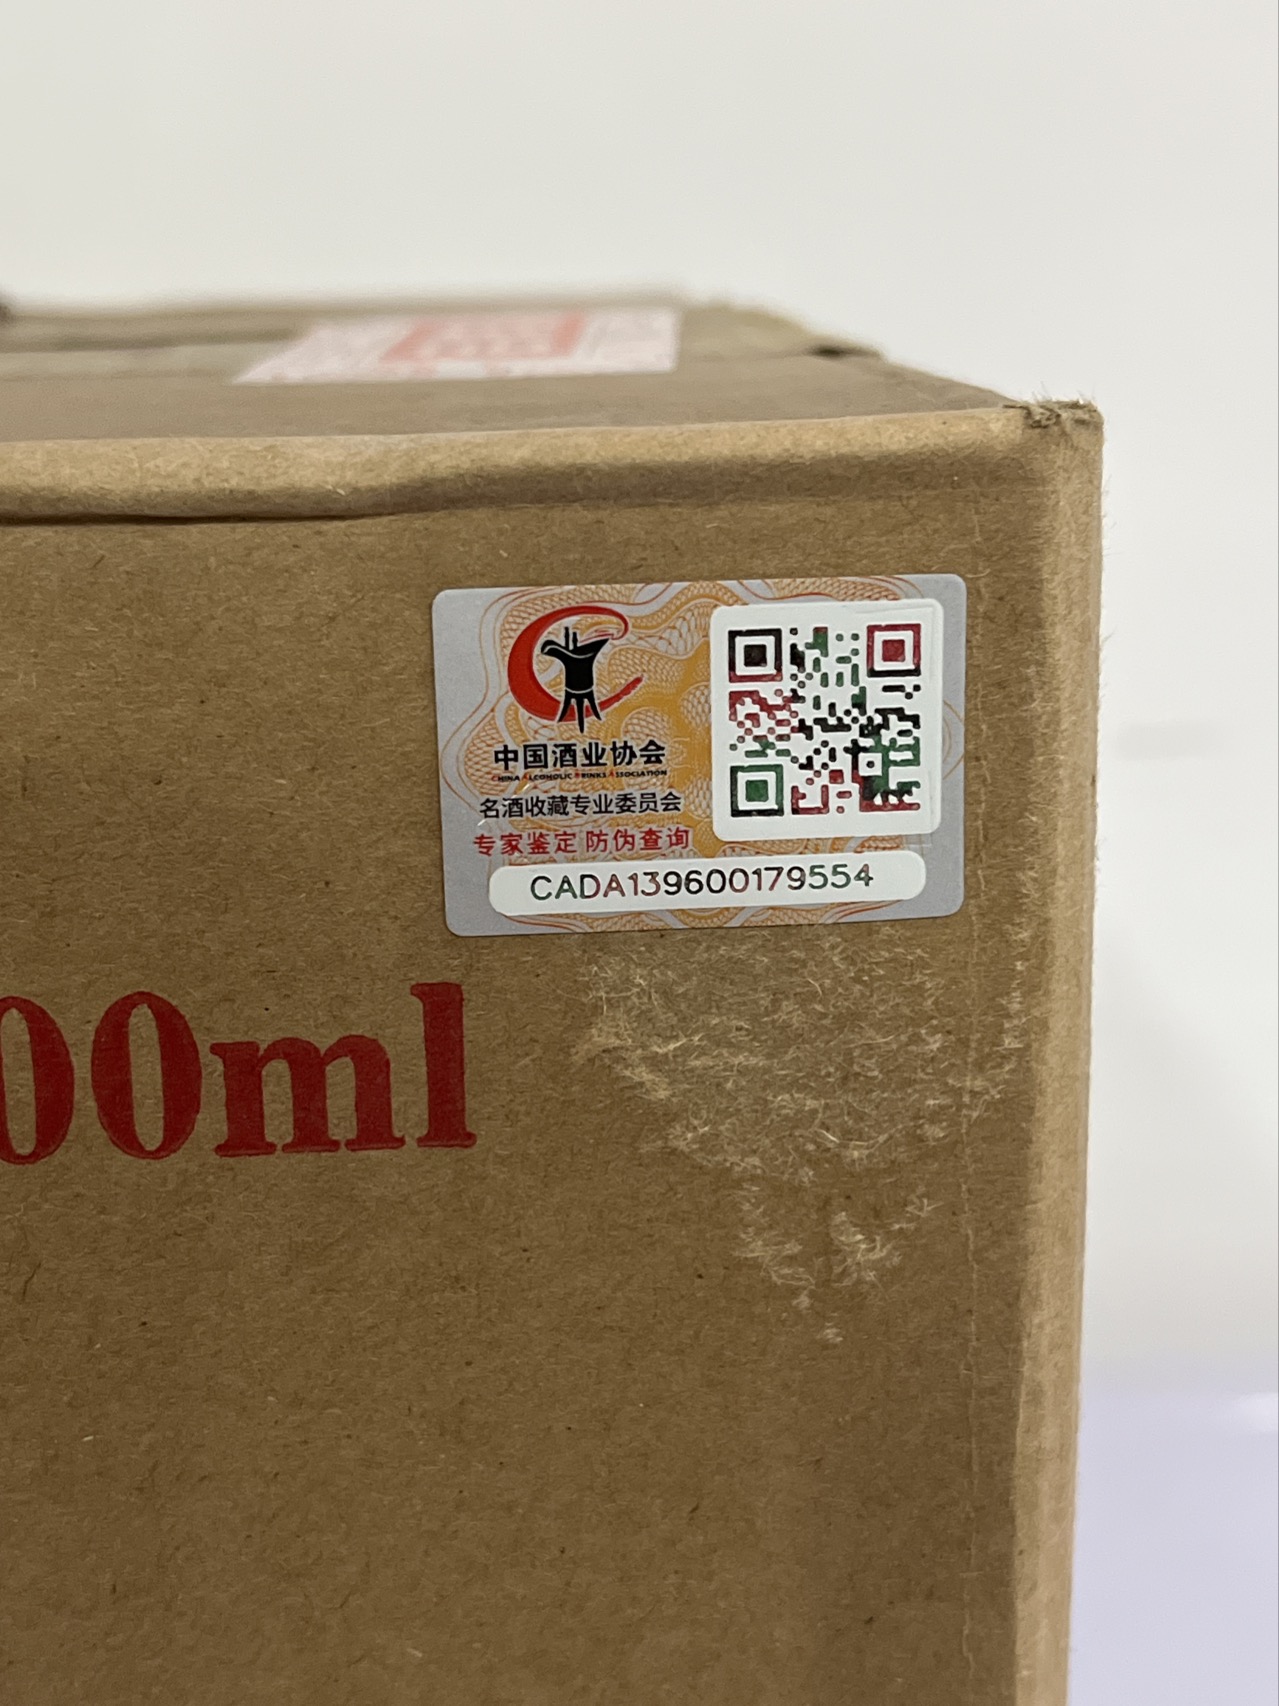 中国酒业协会
CHINA ALCOHOLIC DRINKS ASSOCIATION
名酒收藏专业委员会
专家鉴定 防伪查询
CADA139600179554
00ml